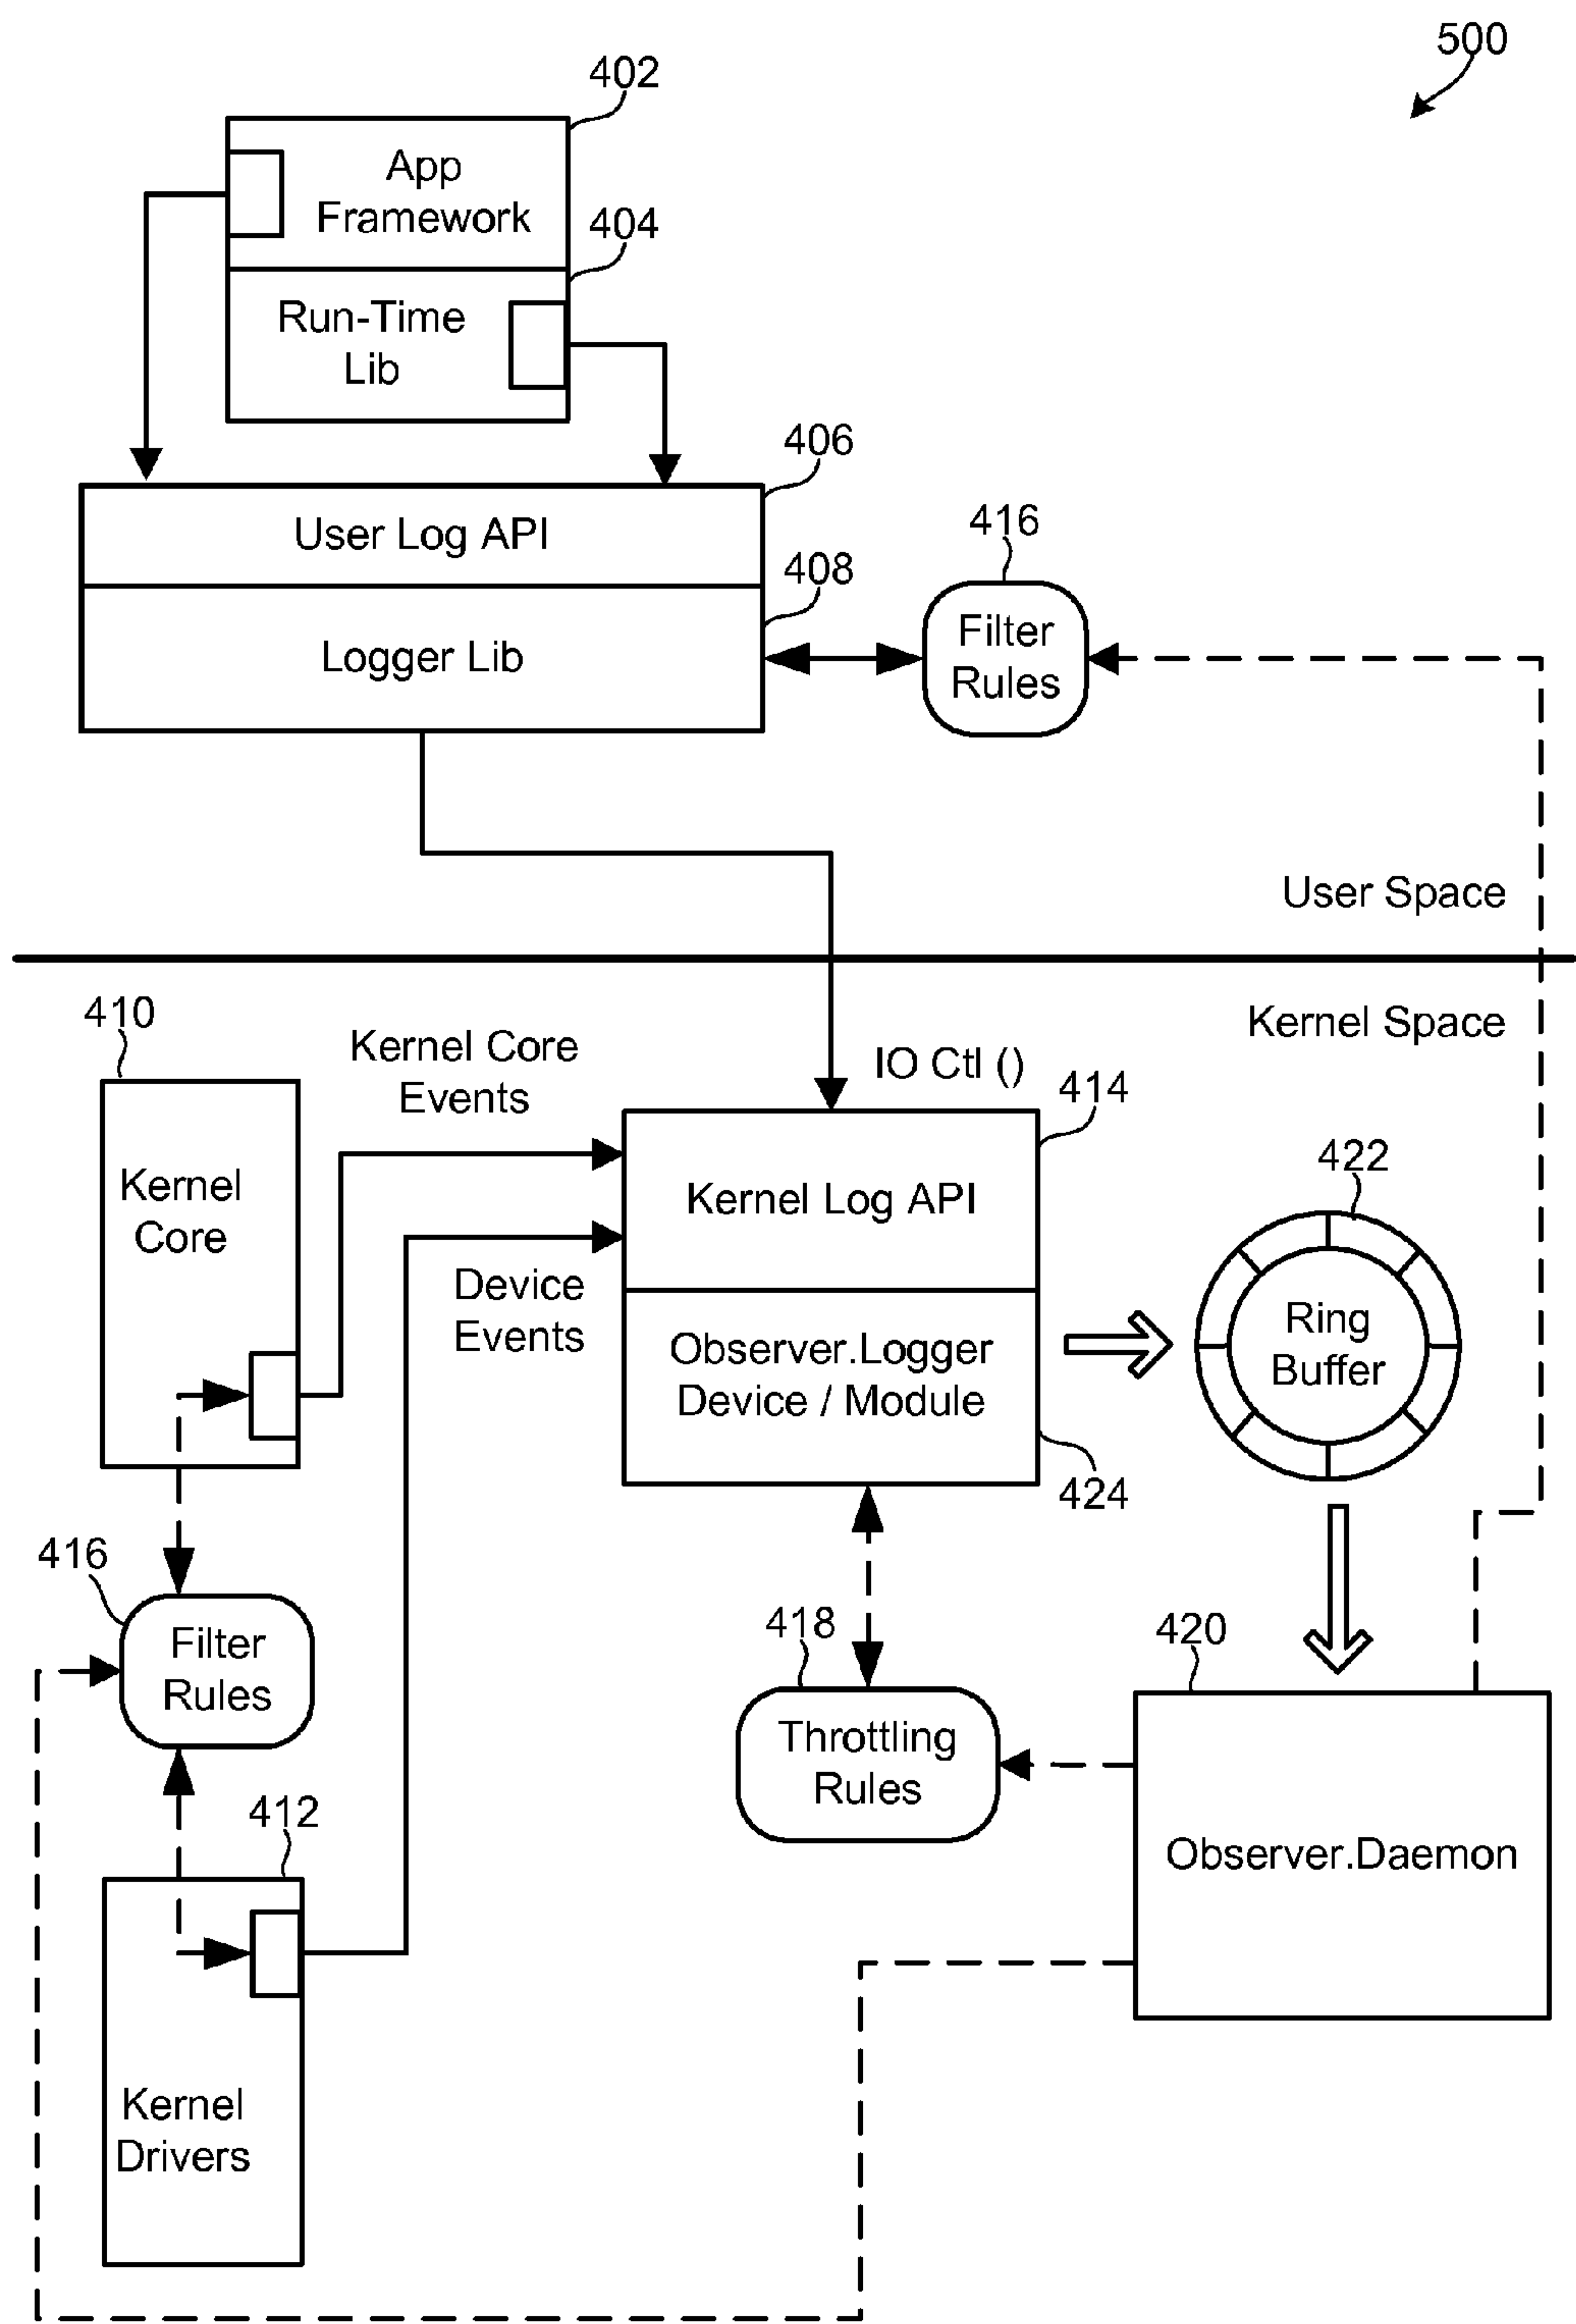 500
402
App
Framework
404
Run-Time
Lib
406
User Log API
416
408
Filter
Rules
Logger Lib
User Space
410
Kernel Space
Kernel Core
Events
IO Ctl ()
414
422
Kernel
Core
Kernel Log API
Device
Events
Ring
Buffer
Observer.Logger
Device / Module
424
416
418
420
Filter
Rules
Throttling
Rules
412
Observer.Daemon
Kernel
Drivers